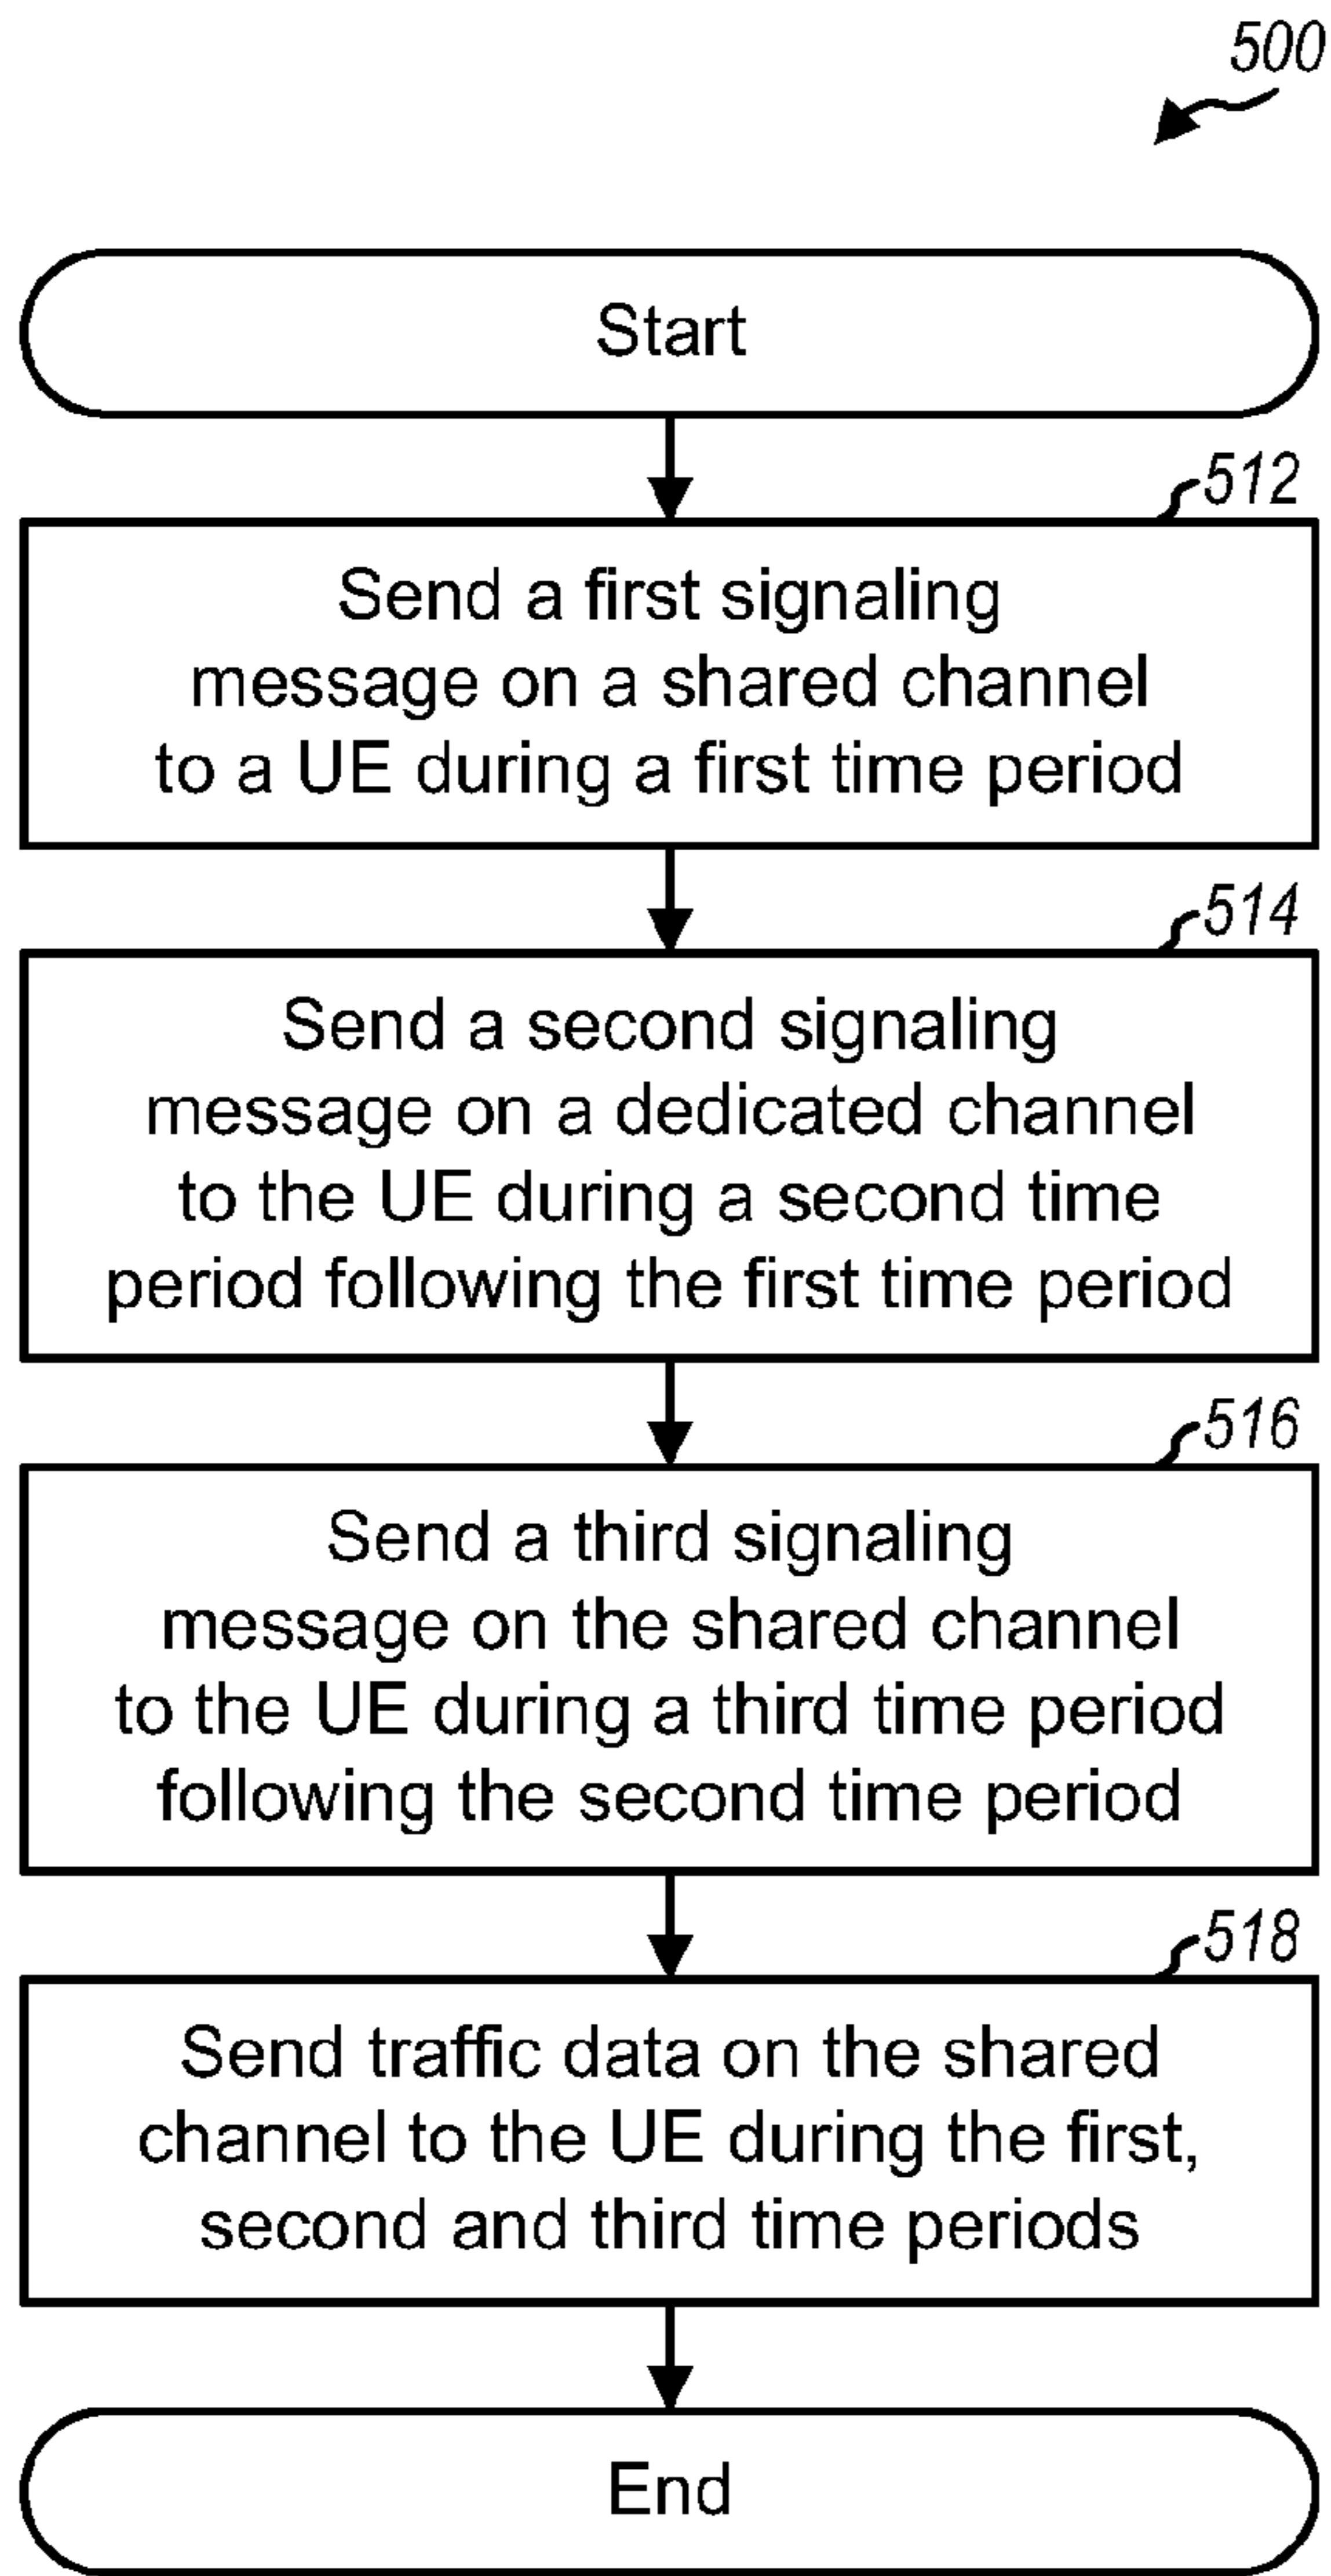 500
Start
512
Send a first signaling
message on a shared channel
to a UE during a first time period
514
Send a second signaling
message on a dedicated channel
to the UE during a second time
period following the first time period
516
Send a third signaling
message on the shared channel
to the UE during a third time period
following the second time period
518
Send traffic data on the shared
channel to the UE during the first,
second and third time periods
End